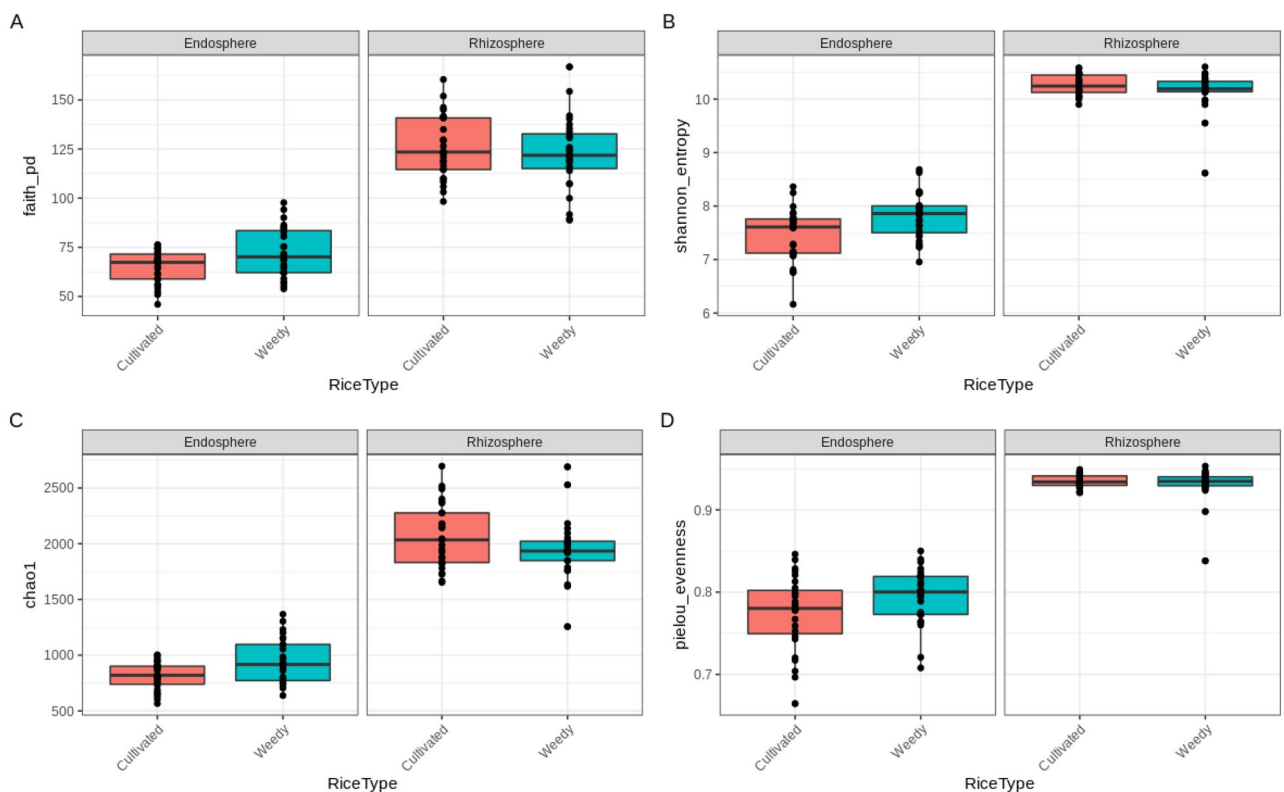 A
Endosphere
Rhizosphere
faith_pd
150
125
100
75
50
Cultivated
Weedy
Cultivated
Weedy
RiceType
B
Endosphere
Rhizosphere
shannon_entropy
10
9
8
7
6
Cultivated
Weedy
Cultivated
Weedy
RiceType
C
Endosphere
Rhizosphere
chao1
2500
2000
1500
1000
500
Cultivated
Weedy
Cultivated
Weedy
RiceType
D
Endosphere
Rhizosphere
pielou_evenness
0.9
0.8
0.7
Cultivated
Weedy
Cultivated
Weedy
RiceType